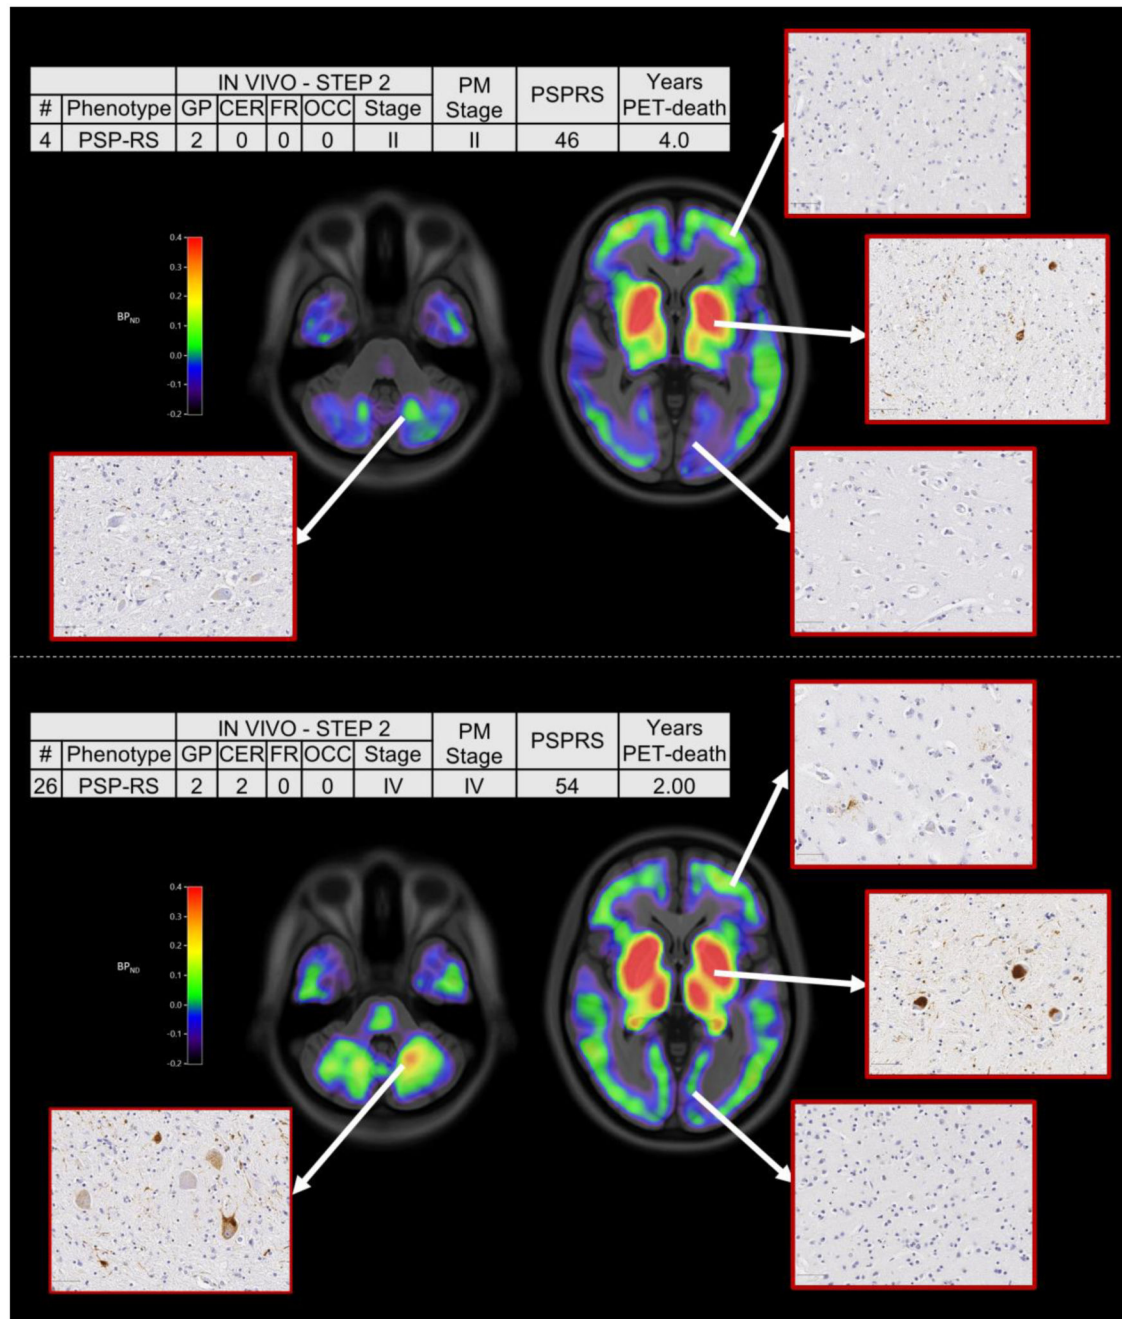 IN VIVO - STEP 2 PM Stage PSPRS Years PET-death
# Phenotype GP CER FR OCC Stage
4 PSP-RS 2 0 0 0 II II 46 4.0
0.4
0.3
0.2
0.1
BP_ND
0.0
-0.1
-0.2
IN VIVO - STEP 2 PM Stage PSPRS Years PET-death
# Phenotype GP CER FR OCC Stage
26 PSP-RS 2 2 0 0 IV IV 54 2.00
0.4
0.3
0.2
0.1
BP_ND
0.0
-0.1
-0.2